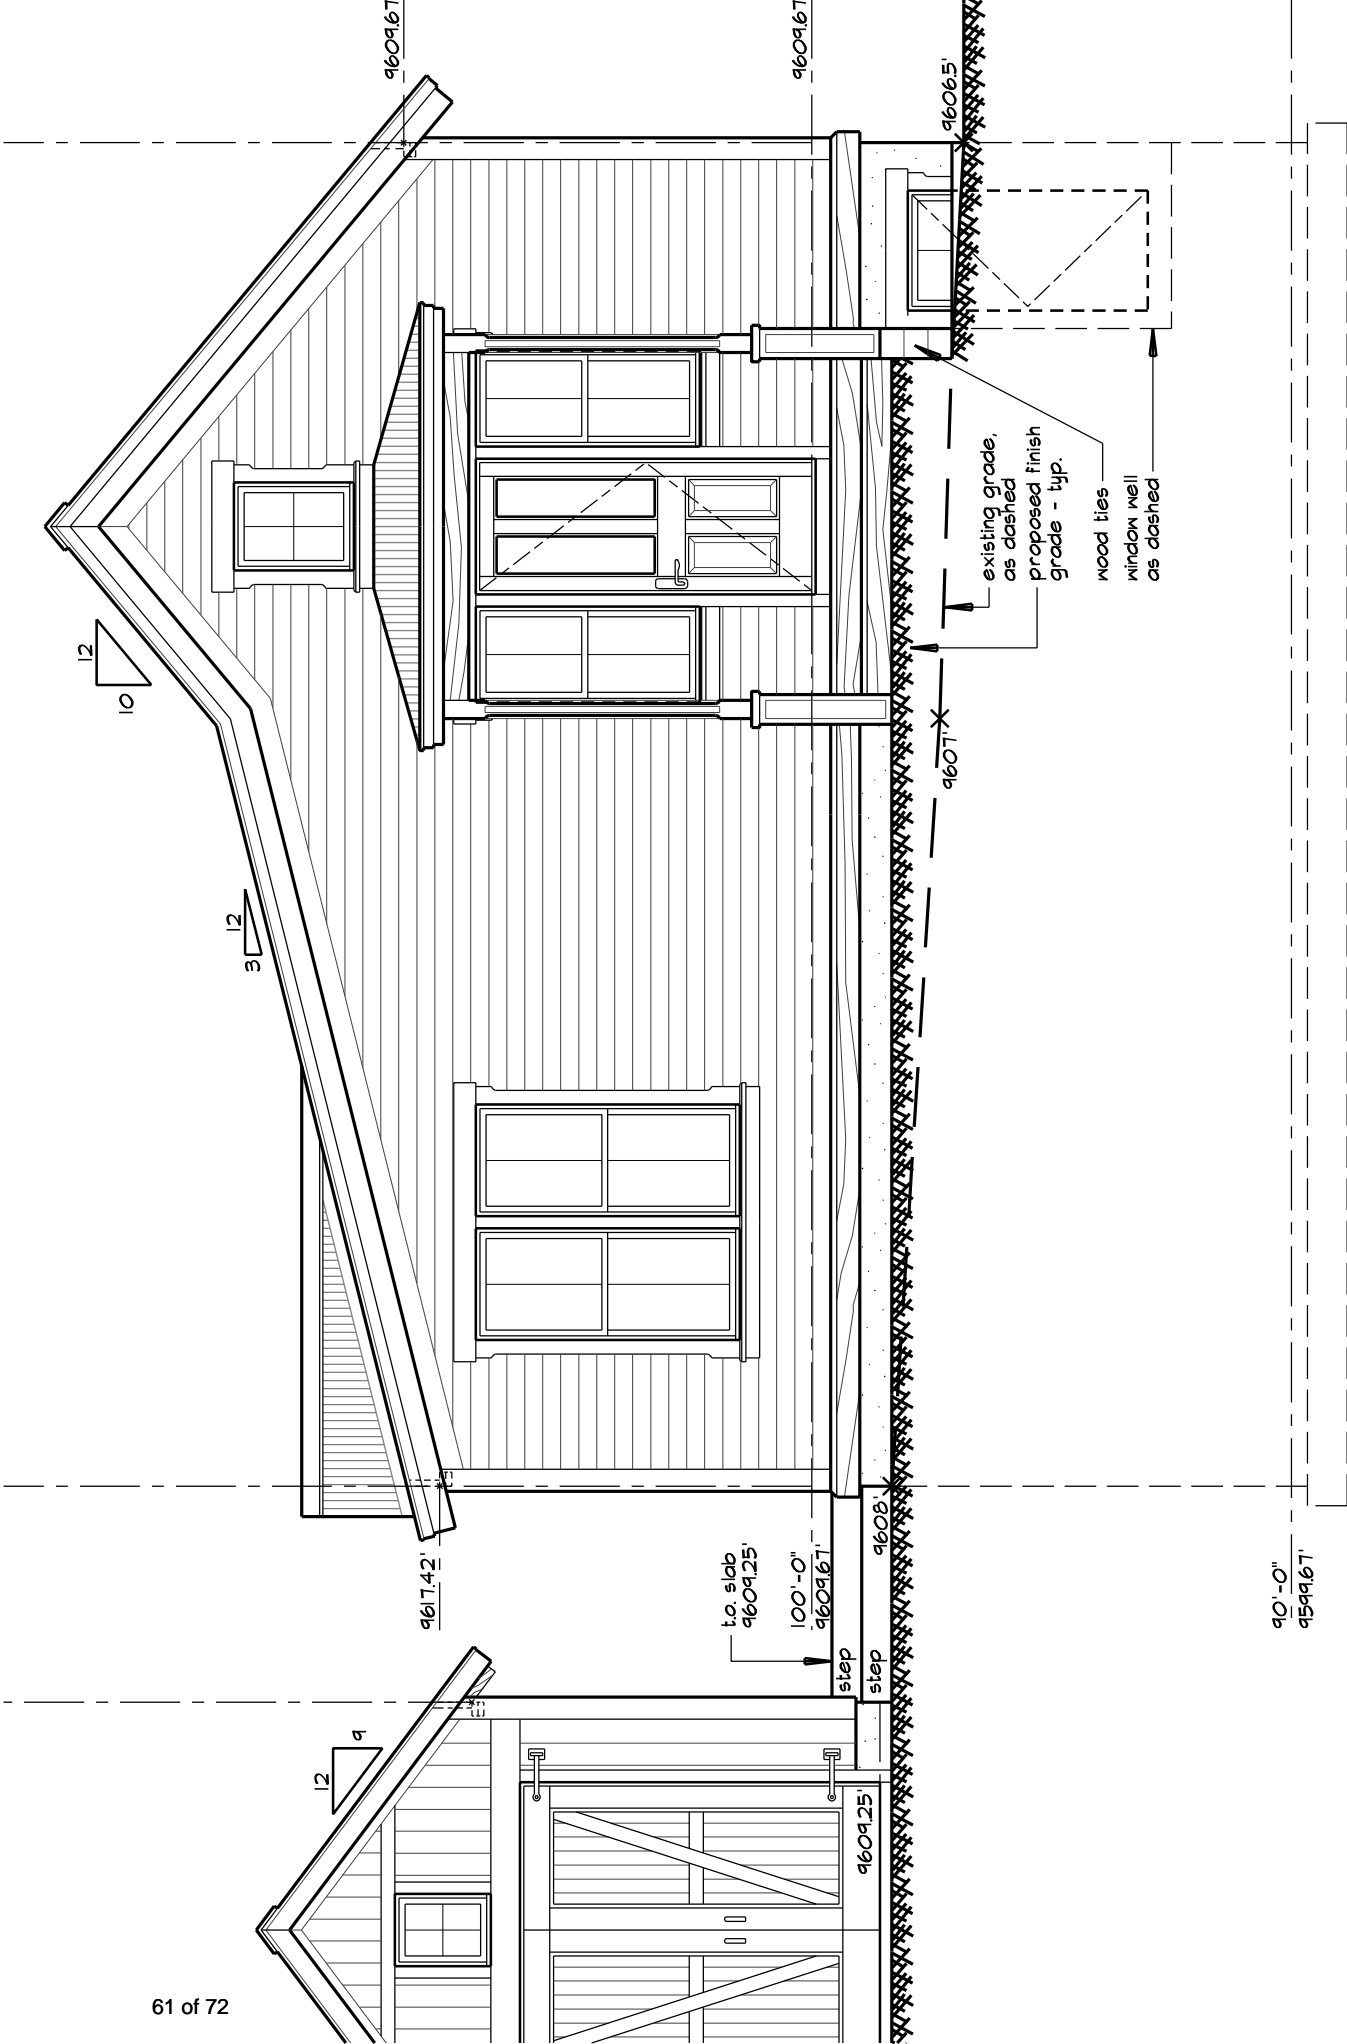 9609.67
9609.67
9606.5'
12
10
12
3
existing grade,
as dashed
proposed finish
grade - typ.
wood ties
window well
as dashed
9607'
9617.42'
t.o. slab
9609.25'
100'-0"
9609.67'
9608'
90'-0"
9599.67'
step
step
12
9
9609.25'
61 of 72